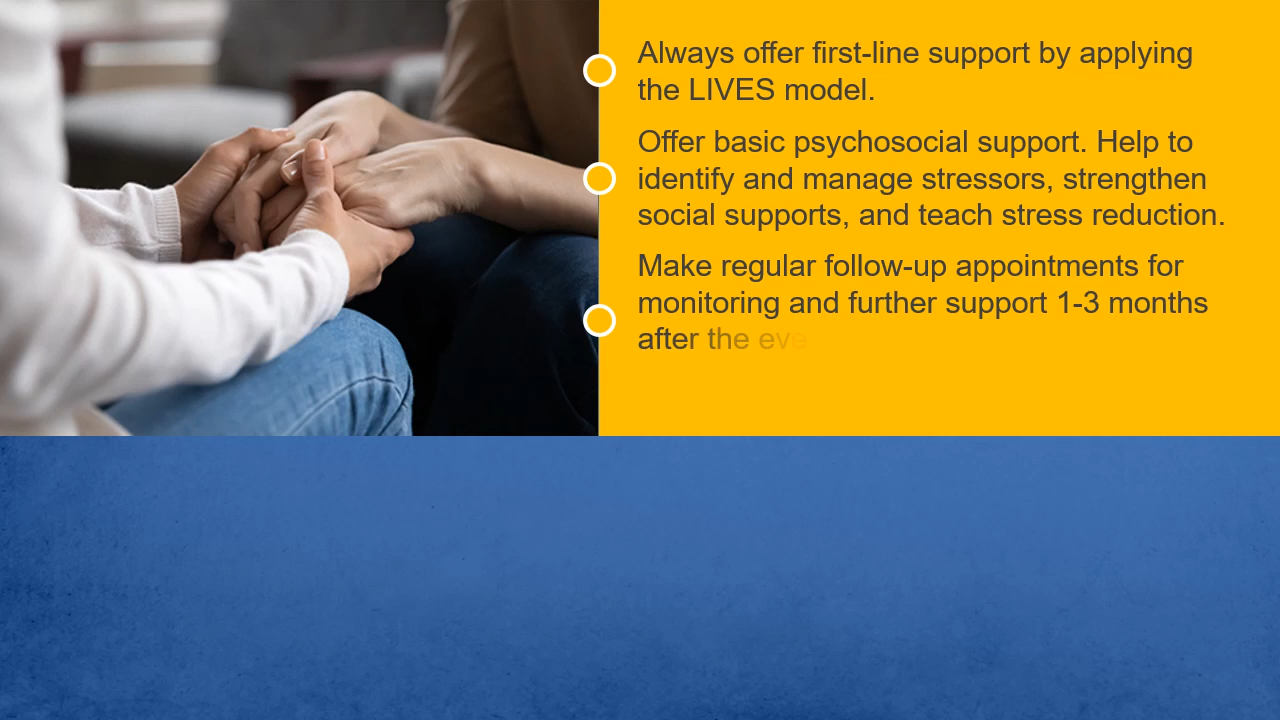 Always offer first-line support by applying
the LIVES model.
Offer basic psychosocial support. Help to
identify and manage stressors, strengthen
social supports, and teach stress reduction.
Make regular follow-up appointments for
monitoring and further support 1-3 months
after the eve